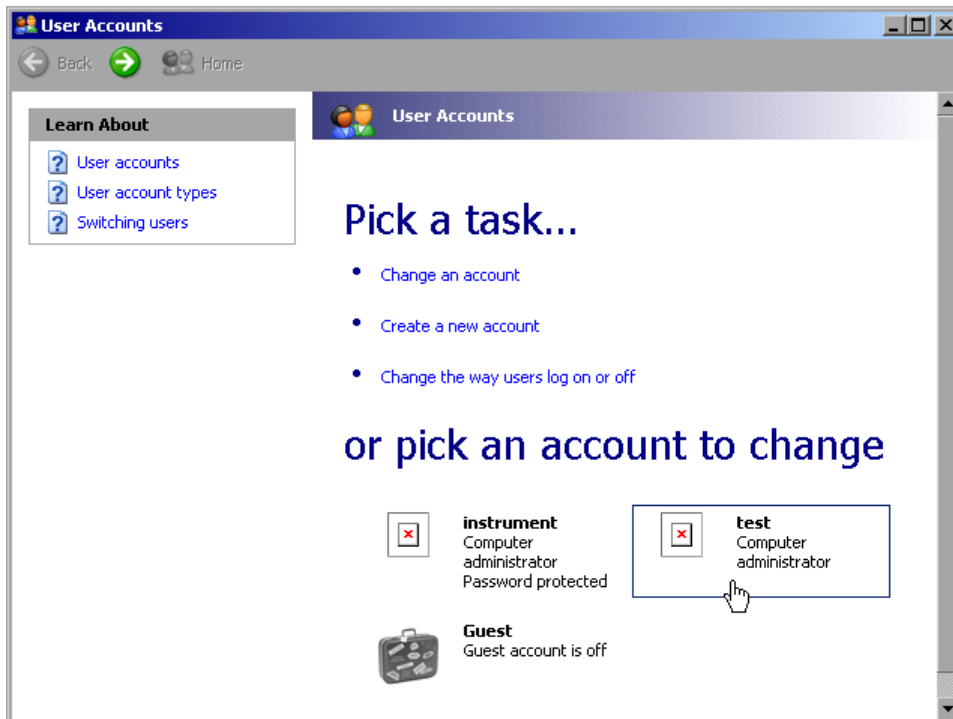 User Accounts
Back Home
Learn About
User accounts
User account types
Switching users
User Accounts
Pick a task...
Change an account
Create a new account
Change the way users log on or off
or pick an account to change
instrument
Computer
administrator
Password protected
test
Computer
administrator
Guest
Guest account is off